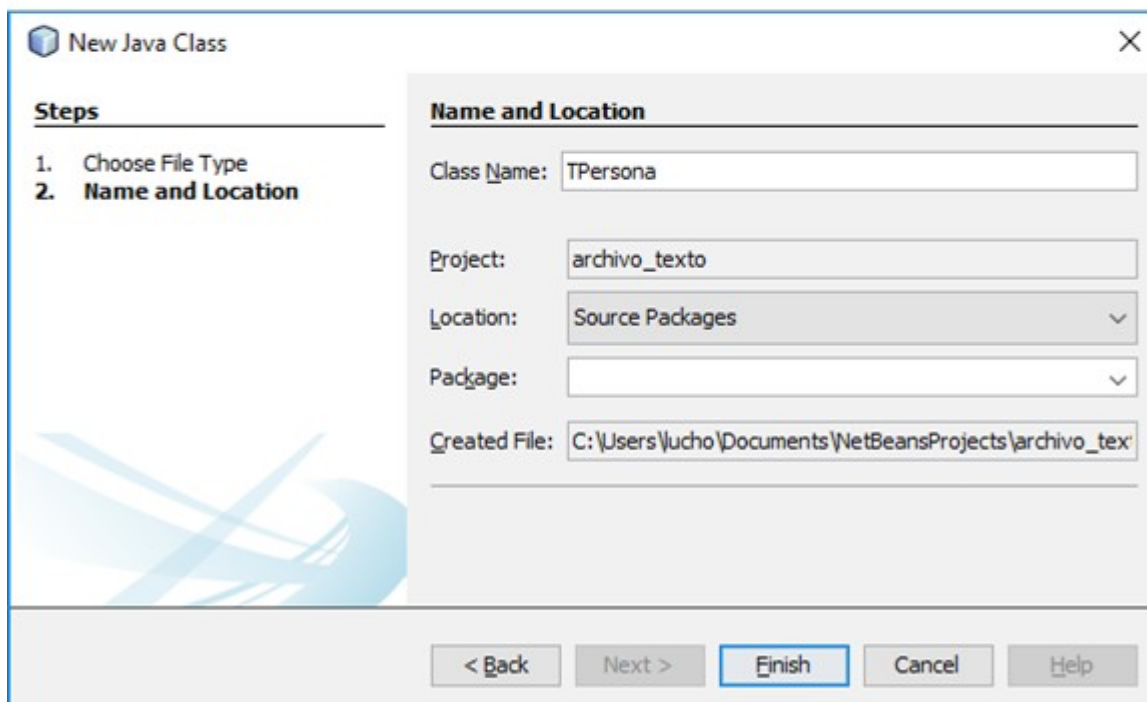 New Java Class
Steps
1. Choose File Type
2. Name and Location
Name and Location
Class Name: TPersona
Project: archivo_texto
Location: Source Packages
Package:
Created File: C:\Users\lucho\Documents\NetBeansProjects\archivo_tex
< Back Next > Finish Cancel Help